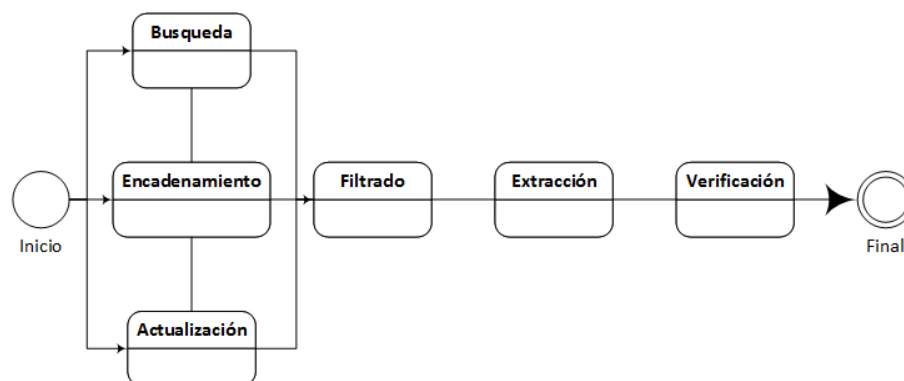 Busqueda
Encadenamiento
Filtrado
Extracción
Verificación
Inicio
Final
Actualización